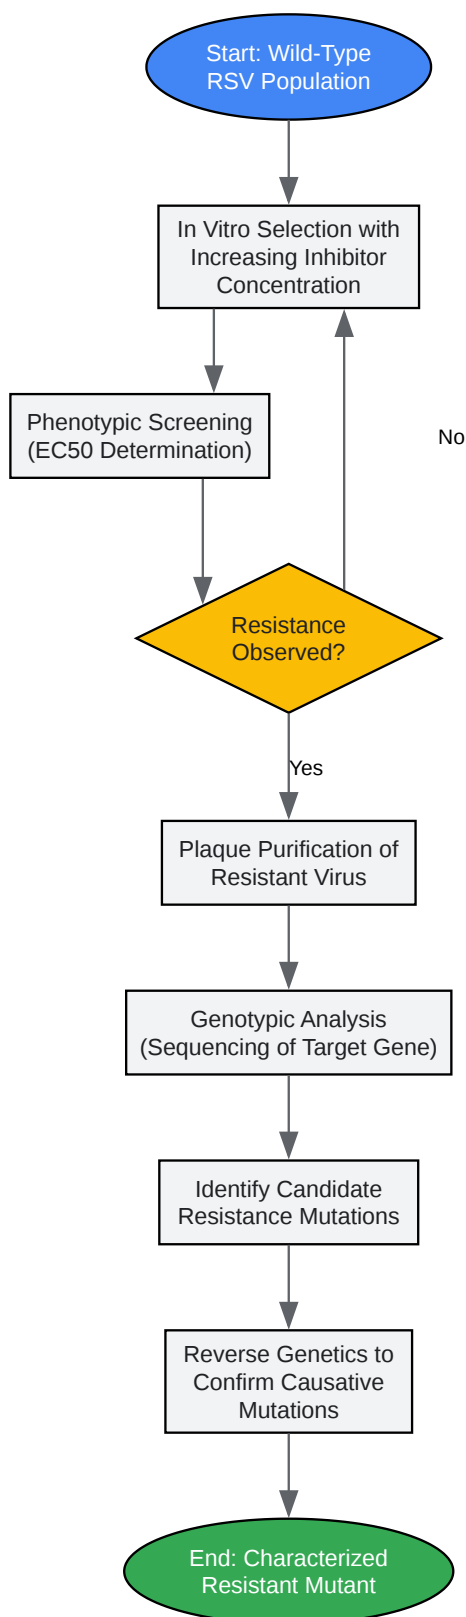 Start: Wild-Type
RSV Population
In Vitro Selection with
Increasing Inhibitor
Concentration
Phenotypic Screening
(EC50 Determination)
No
Resistance
Observed?
Yes
Plaque Purification of
Resistant Virus
Genotypic Analysis
(Sequencing of Target Gene)
Identify Candidate
Resistance Mutations
Reverse Genetics to
Confirm Causative
Mutations
End: Characterized
Resistant Mutant